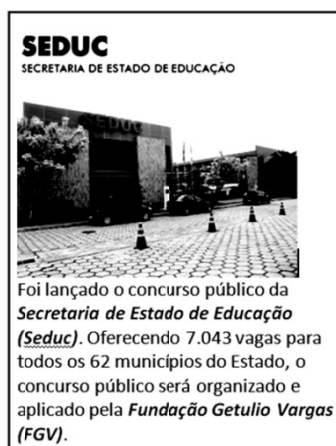 SEDUC
SECRETARIA DE ESTADO DE EDUCAÇÃO
SEDUC
Foi lançado o concurso público da
Secretaria de Estado de Educação
(Seduc). Oferecendo 7.043 vagas para
todos os 62 municípios do Estado, o
concurso público será organizado e
aplicado pela Fundação Getulio Vargas
(FGV).